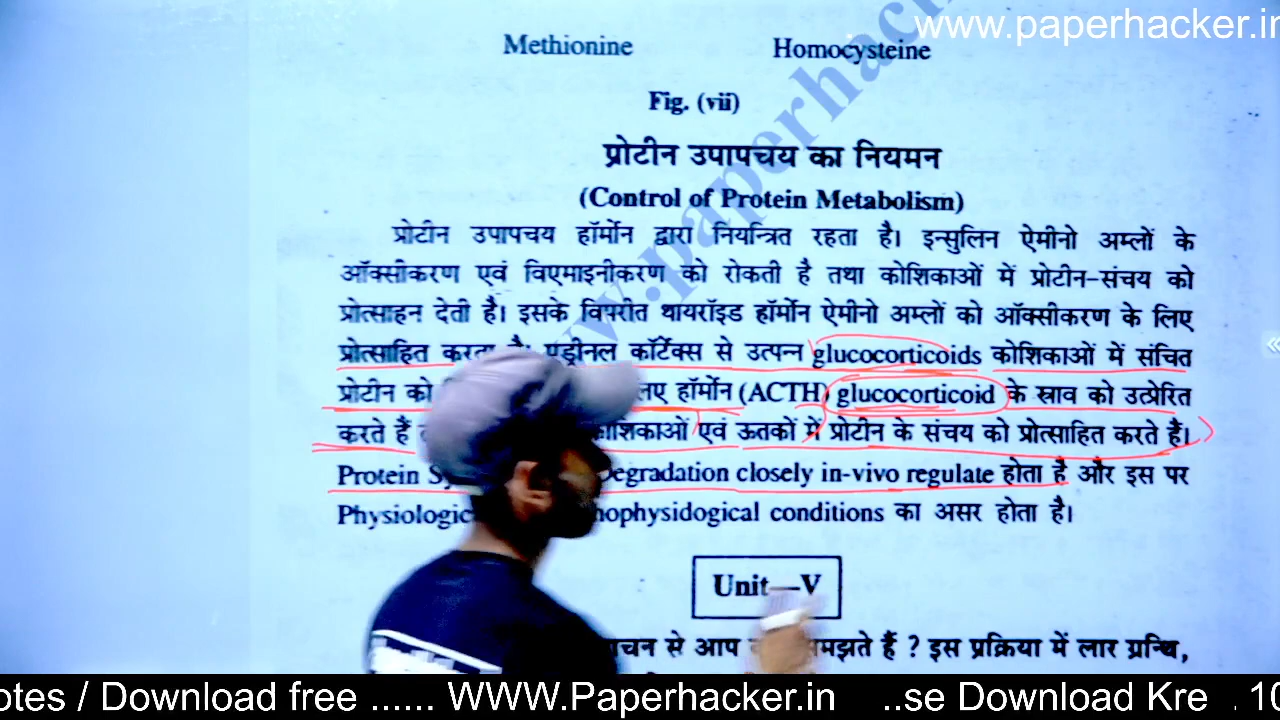 www.paperhacker.in
Methionine Homocysteine
Fig. (vii)
प्रोटीन उपापचय का नियमन
(Control of Protein Metabolism)
प्रोटीन उपापचय हॉर्मोन द्वारा नियन्त्रित रहता है। इन्सुलिन ऐमीनो अम्लों के
ऑक्सीकरण एवं विएमाइनीकरण को रोकती है तथा कोशिकाओं में प्रोटीन-संचय को
प्रोत्साहन देती है। इसके विपरीत थायरॉइड हॉर्मोन ऐमीनो अम्लों को ऑक्सीकरण के लिए
प्रोत्साहित करता है। एड्रीनल कॉर्टेक्स से उत्पन्न glucocorticoids कोशिकाओं में संचित
प्रोटीन को हॉर्मोन (ACTH) glucocorticoid के स्राव को उत्प्रेरित
करते हैं एवं ऊतकों में प्रोटीन के संचय को प्रोत्साहित करते है।
Protein Degradation closely in-vivo regulate होता है और इस पर
conditions का असर होता है।
Unit—V
से आप समझते हैं ? इस प्रक्रिया में लार ग्रन्थि,
otes / Download free ...... WWW.Paperhacker.in ..se Download Kre . 10